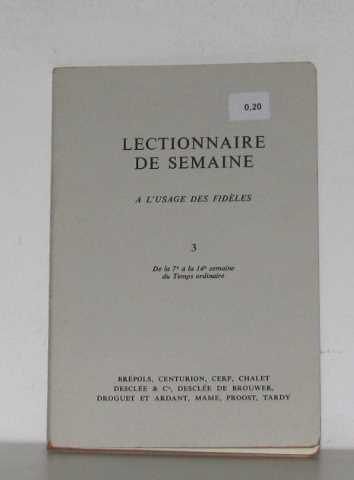 0,20
LECTIONNAIRE
DE SEMAINE
A L'USAGE DES FIDÈLES
3
De la 7e à la 14e semaine
du Temps ordinaire
BREPOLS, CENTURION, CERF, CHALET
DESCLÉE & Co, DESCLÉE DE BROUWER,
DROGUET ET ARDANT, MAME, PROOST, TARDY